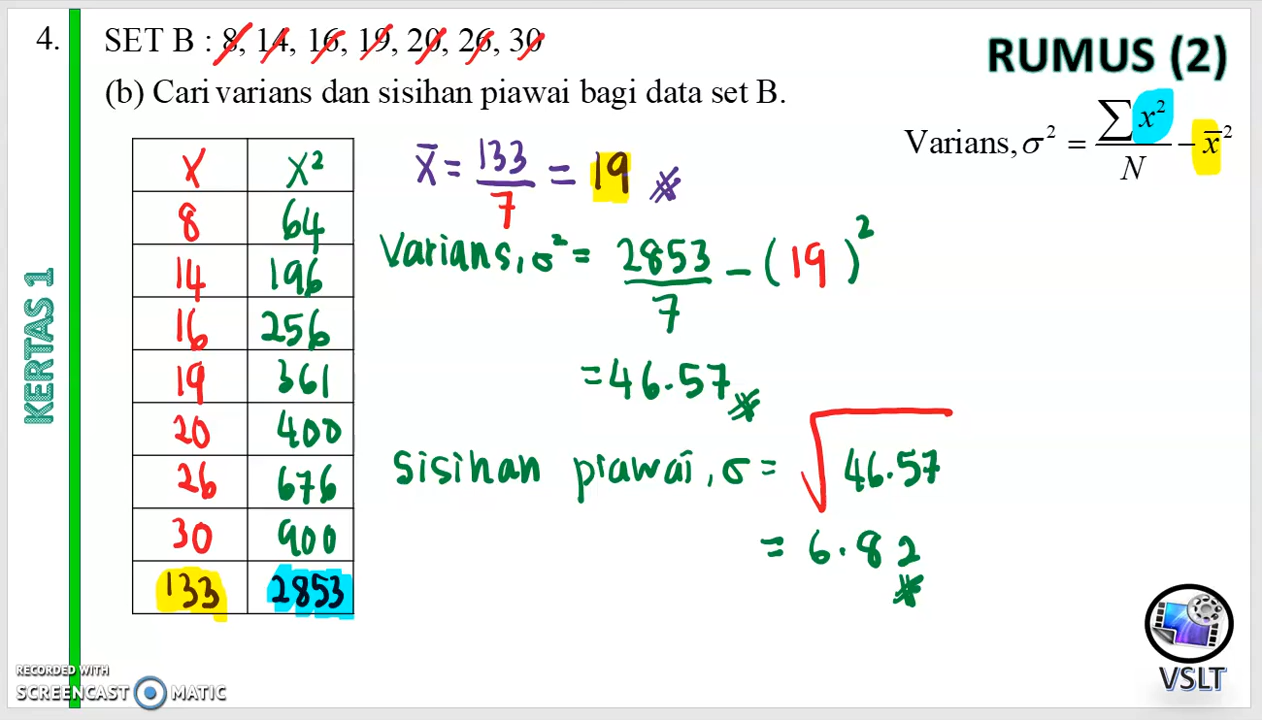 4. SET B : 8, 14, 16, 19, 20, 26, 30
RUMUS (2)
(b) Cari varians dan sisihan piawai bagi data set B.
Varians, σ² = ∑x²/N − x̄²
KERTAS 1
X X²
8 64
14 196
16 256
19 361
20 400
26 676
30 900
133 2853
x̄ = 133/7 = 19
Varians, σ² = 2853/7 − (19)²
= 46.57
sisihan piawai, σ = √46.57
= 6.82
RECORDED WITH
SCREENCAST MATIC
VSLT